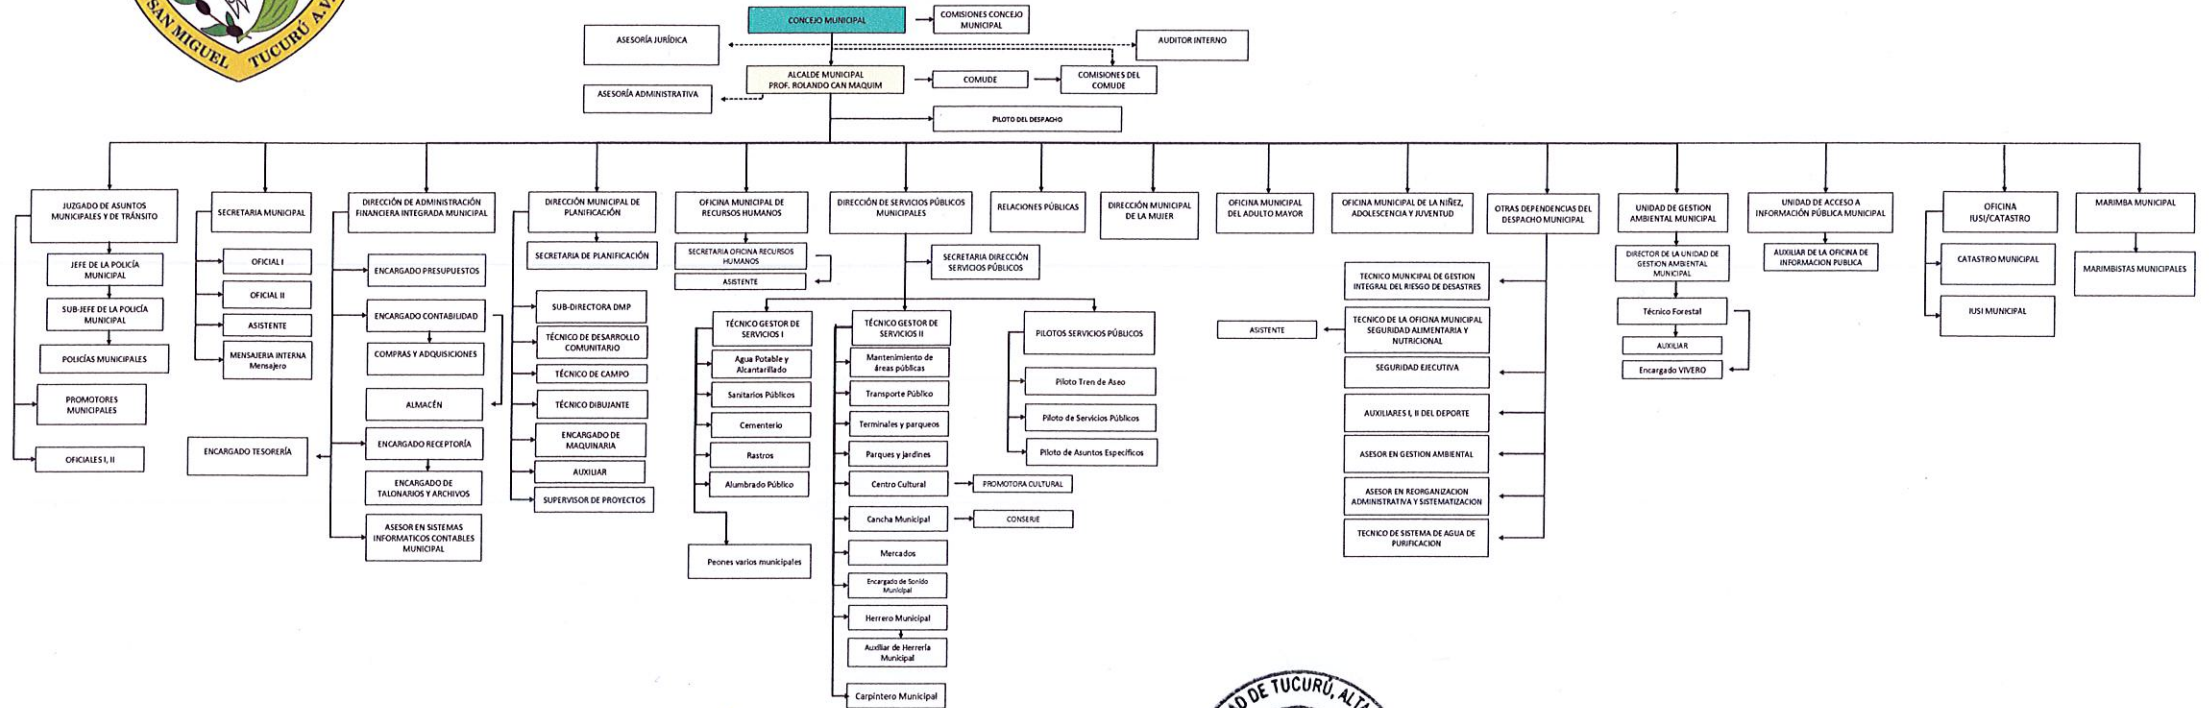 SAN MIGUEL TUCURÚ A.V.
CONCEJO MUNICIPAL
COMISIONES CONCEJO
MUNICIPAL
ASESORÍA JURÍDICA
AUDITOR INTERNO
ALCALDE MUNICIPAL
PROF. ROLANDO CAN MAQUIM
COMUDE
COMISIONES DEL
COMUDE
ASESORÍA ADMINISTRATIVA
PILOTO DEL DESPACHO
JUZGADO DE ASUNTOS
MUNICIPALES Y DE TRÁNSITO
JEFE DE LA POLICÍA
MUNICIPAL
SUB-JEFE DE LA POLICÍA
MUNICIPAL
POLICÍAS MUNICIPALES
PROMOTORES
MUNICIPALES
OFICIALES I, II
SECRETARIA MUNICIPAL
OFICIAL I
OFICIAL II
ASISTENTE
MENSAJERIA INTERNA
Mensajero
DIRECCIÓN DE ADMINISTRACIÓN
FINANCIERA INTEGRADA MUNICIPAL
ENCARGADO PRESUPUESTOS
ENCARGADO CONTABILIDAD
COMPRAS Y ADQUISICIONES
ALMACÉN
ENCARGADO RECEPTORÍA
ENCARGADO TESORERÍA
ENCARGADO DE
TALONARIOS Y ARCHIVOS
ASESOR EN SISTEMAS
INFORMATICOS CONTABLES
MUNICIPAL
DIRECCIÓN MUNICIPAL DE
PLANIFICACIÓN
SECRETARIA DE PLANIFICACIÓN
SUB-DIRECTORA DMP
TÉCNICO DE DESARROLLO
COMUNITARIO
TÉCNICO DE CAMPO
TÉCNICO DIBUJANTE
ENCARGADO DE
MAQUINARIA
AUXILIAR
SUPERVISOR DE PROYECTOS
OFICINA MUNICIPAL DE
RECURSOS HUMANOS
SECRETARIA OFICINA RECURSOS
HUMANOS
ASISTENTE
DIRECCIÓN DE SERVICIOS PÚBLICOS
MUNICIPALES
SECRETARIA DIRECCIÓN
SERVICIOS PÚBLICOS
TÉCNICO GESTOR DE
SERVICIOS I
Agua Potable y
Alcantarillado
Sanitarios Públicos
Cementerio
Rastros
Alumbrado Público
Peones varios municipales
TÉCNICO GESTOR DE
SERVICIOS II
Mantenimiento de
áreas públicas
Transporte Público
Terminales y parqueos
Parques y jardines
Centro Cultural
PROMOTORA CULTURAL
Cancha Municipal
CONSERJE
Mercados
Encargado de Sonido
Municipal
Herrero Municipal
Auxiliar de Herrería
Municipal
Carpintero Municipal
PILOTOS SERVICIOS PÚBLICOS
Piloto Tren de Aseo
Piloto de Servicios Públicos
Piloto de Asuntos Específicos
RELACIONES PÚBLICAS
DIRECCIÓN MUNICIPAL
DE LA MUJER
OFICINA MUNICIPAL
DEL ADULTO MAYOR
OFICINA MUNICIPAL DE LA NIÑEZ,
ADOLESCENCIA Y JUVENTUD
OTRAS DEPENDENCIAS DEL
DESPACHO MUNICIPAL
TECNICO MUNICIPAL DE GESTION
INTEGRAL DEL RIESGO DE DESASTRES
TECNICO DE LA OFICINA MUNICIPAL
SEGURIDAD ALIMENTARIA Y
NUTRICIONAL
ASISTENTE
SEGURIDAD EJECUTIVA
AUXILIARES I, II DEL DEPORTE
ASESOR EN GESTION AMBIENTAL
ASESOR EN REORGANIZACION
ADMINISTRATIVA Y SISTEMATIZACION
TECNICO DE SISTEMA DE AGUA DE
PURIFICACION
UNIDAD DE GESTION
AMBIENTAL MUNICIPAL
DIRECTOR DE LA UNIDAD DE
GESTION AMBIENTAL
MUNICIPAL
Técnico Forestal
AUXILIAR
Encargado VIVERO
UNIDAD DE ACCESO A
INFORMACIÓN PÚBLICA MUNICIPAL
AUXILIAR DE LA OFICINA DE
INFORMACION PUBLICA
OFICINA
IUSI/CATASTRO
CATASTRO MUNICIPAL
IUSI MUNICIPAL
MARIMBA MUNICIPAL
MARIMBISTAS MUNICIPALES
DE TUCURÚ, ALTA